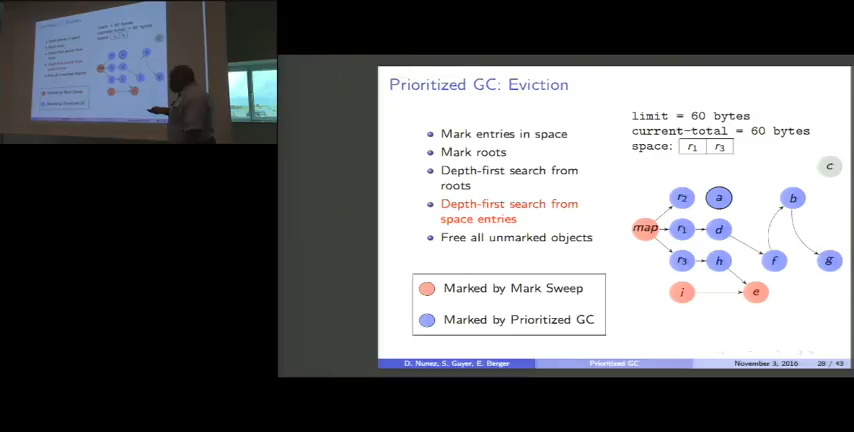 Prioritized GC: Eviction
limit = 60 bytes
current-total = 60 bytes
space: r1 r3
Mark entries in space
Mark roots
Depth-first search from
roots
Depth-first search from
space entries
Free all unmarked objects
c
r2 a b
map r1 d
r3 h f g
i e
Marked by Mark Sweep
Marked by Prioritized GC
D. Nunez, S. Guyer, E. Berger Prioritized GC November 3, 2016 28 / 43